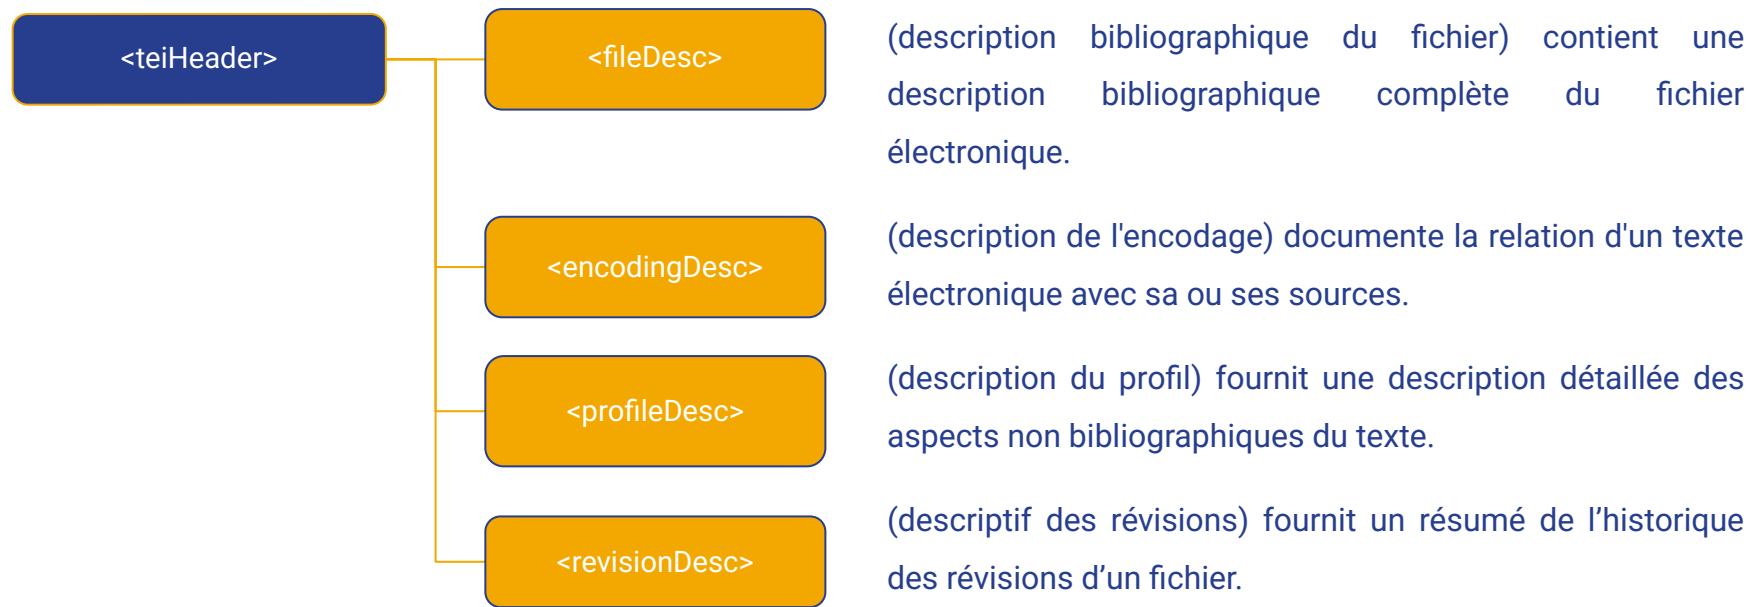 <teiHeader>
<fileDesc>
(description bibliographique du fichier) contient une
description bibliographique complète du fichier
électronique.
<encodingDesc>
(description de l'encodage) documente la relation d'un texte
électronique avec sa ou ses sources.
<profileDesc>
(description du profil) fournit une description détaillée des
aspects non bibliographiques du texte.
<revisionDesc>
(descriptif des révisions) fournit un résumé de l’historique
des révisions d’un fichier.